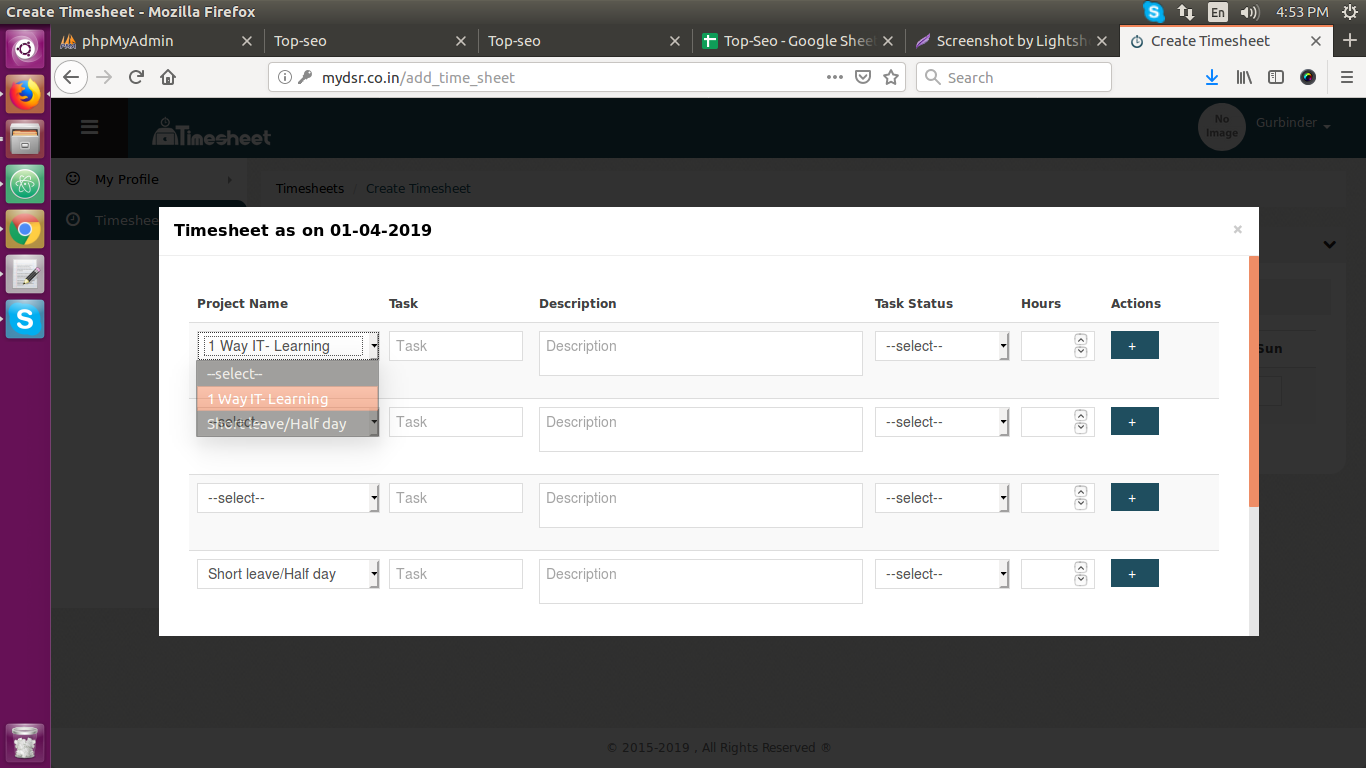 Create Timesheet - Mozilla Firefox
En
4:53 PM
phpMyAdmin
Top-seo
Top-seo
Top-Seo - Google Shee
Screenshot by Lightsh
Create Timesheet
mydsr.co.in/add_time_sheet
Search
Timesheet
No Image
Gurbinder
My Profile
Timesheets / Create Timesheet
Timeshee
Timesheet as on 01-04-2019
×
Project Name Task Description Task Status Hours Actions
1 Way IT- Learning Task Description --select-- +
--select--
1 Way IT- Learning
Short leave/Half day
--select-- Task Description --select-- +
--select-- Task Description --select-- +
Short leave/Half day Task Description --select-- +
Sun
© 2015-2019 , All Rights Reserved ®